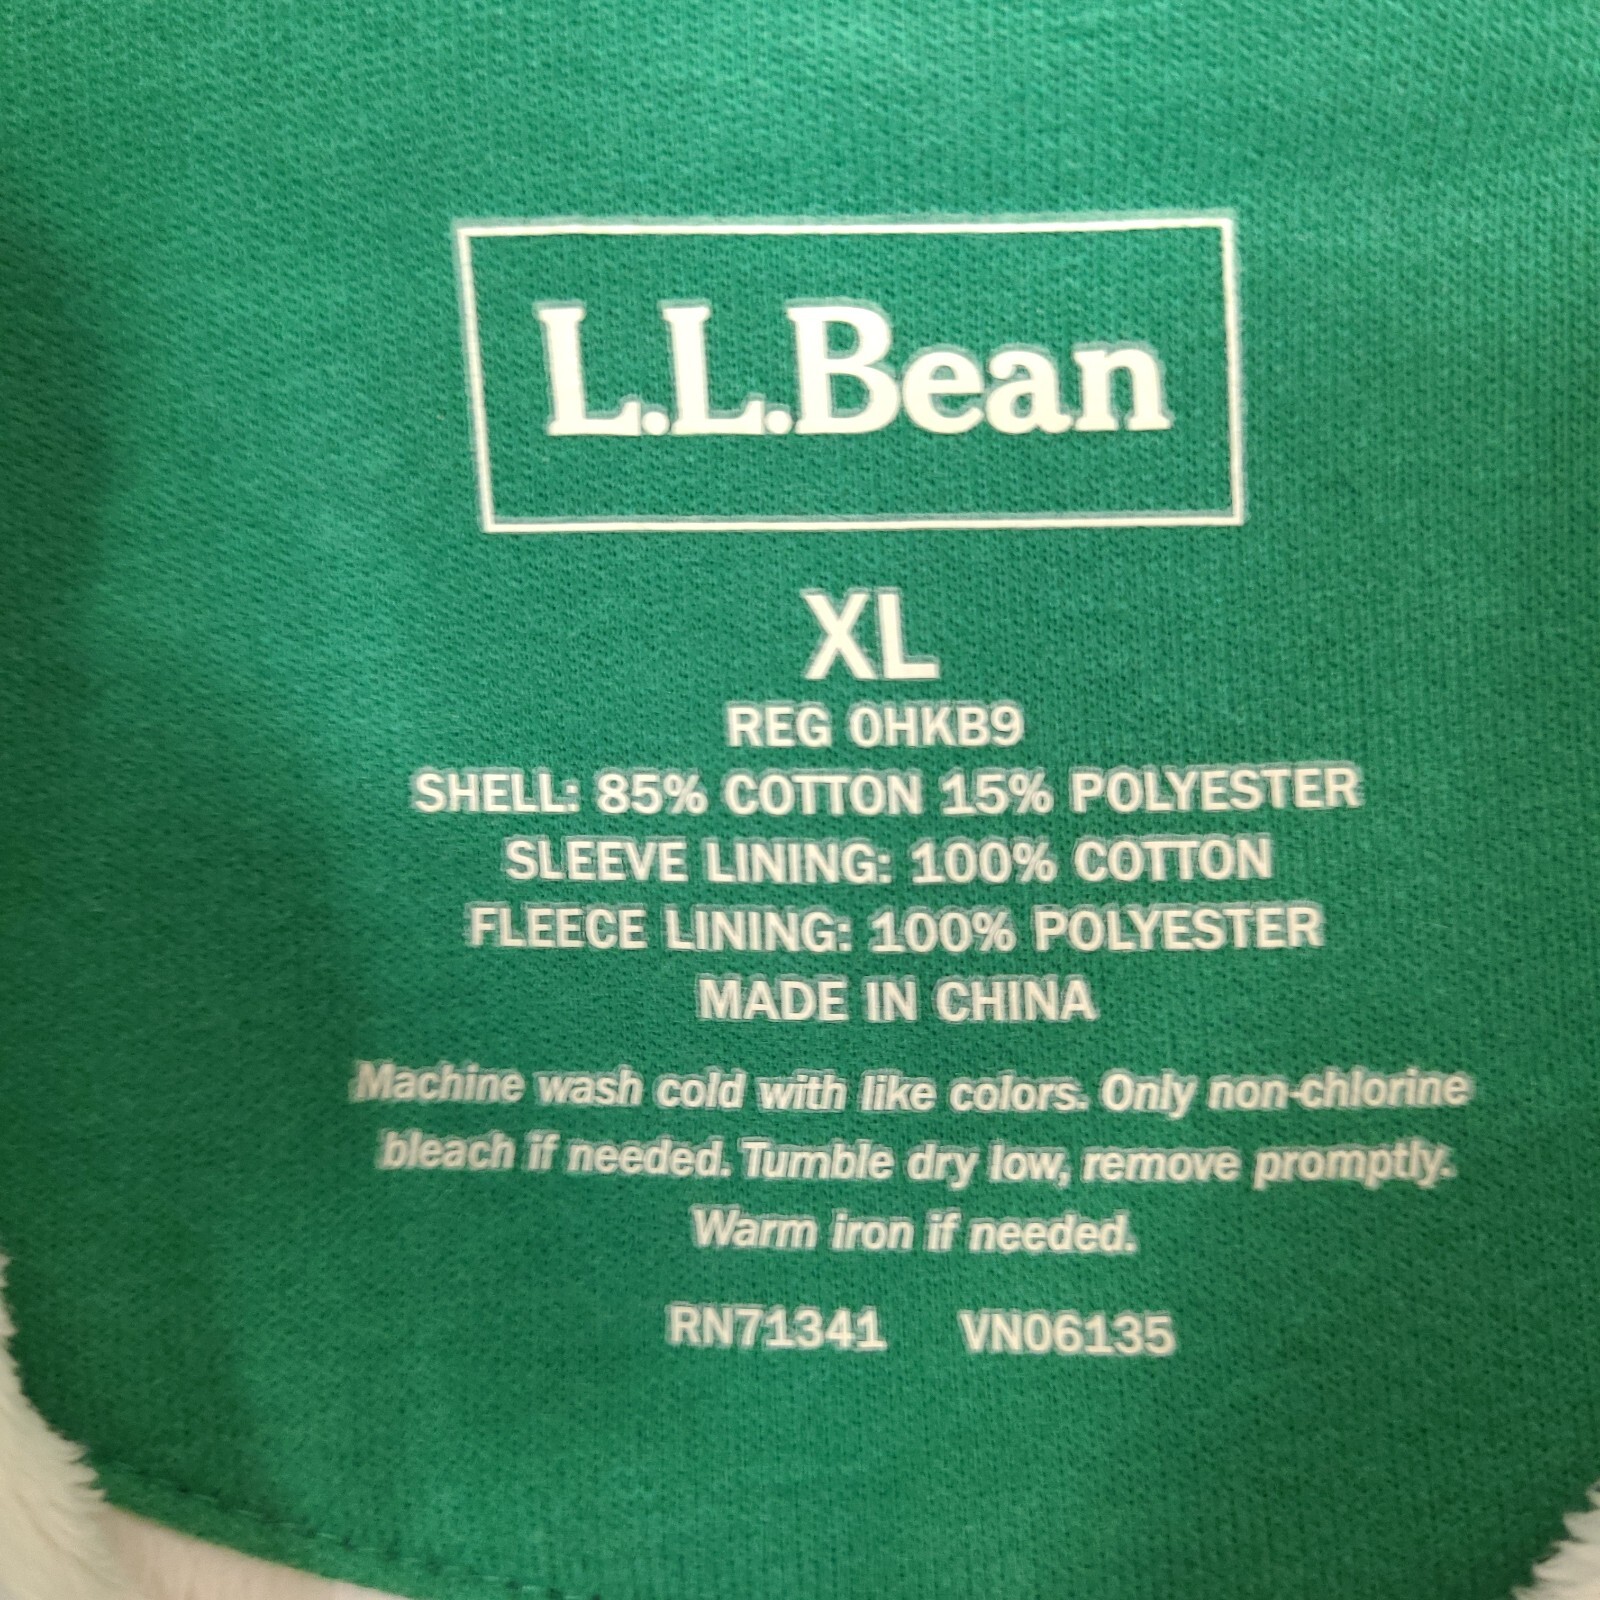 L.L.Bean
XL
REG 0HKB9
SHELL: 85% COTTON 15% POLYESTER
SLEEVE LINING: 100% COTTON
FLEECE LINING: 100% POLYESTER
MADE IN CHINA
Machine wash cold with like colors. Only non-chlorine
bleach if needed. Tumble dry low, remove promptly.
Warm iron if needed.
RN71341 VN06135